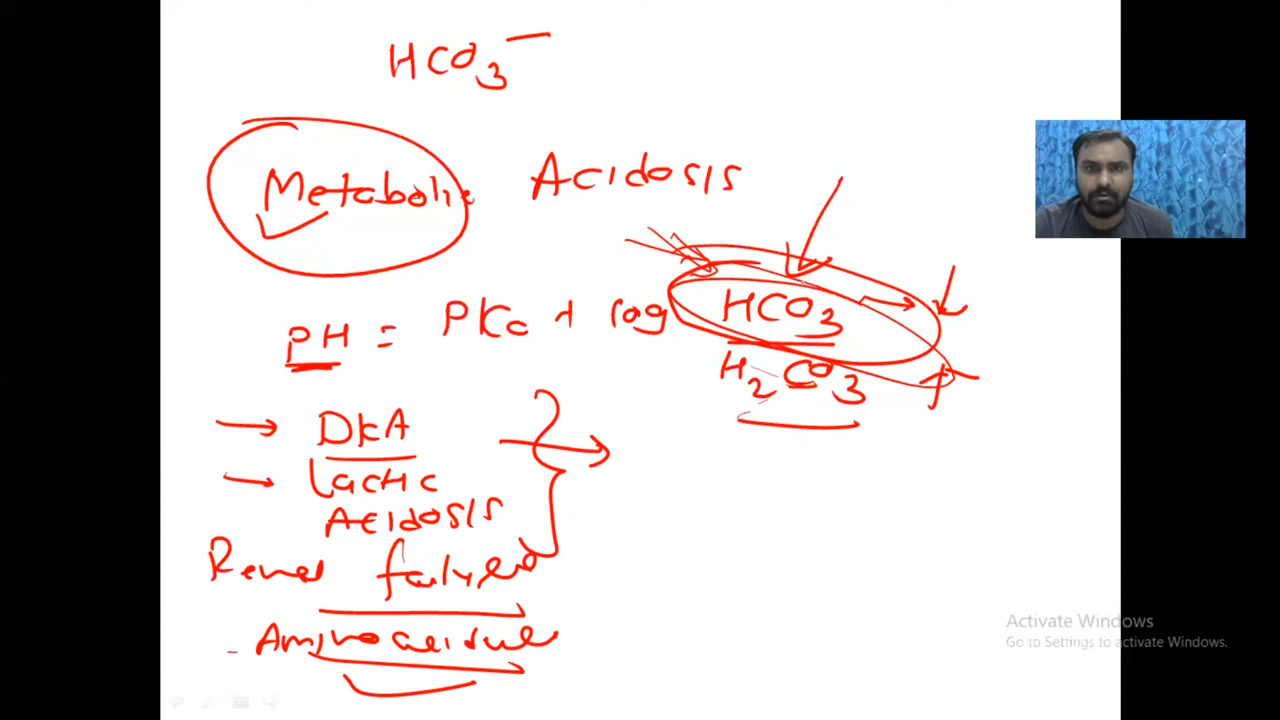 HCO3⁻
Metabolic Acidosis
PH = PKa + log HCO3
H2CO3
→ DKA
→ Lactic
Acidosis
Renal failure
- Aminoacidure
Activate Windows
Go to Settings to activate Windows.